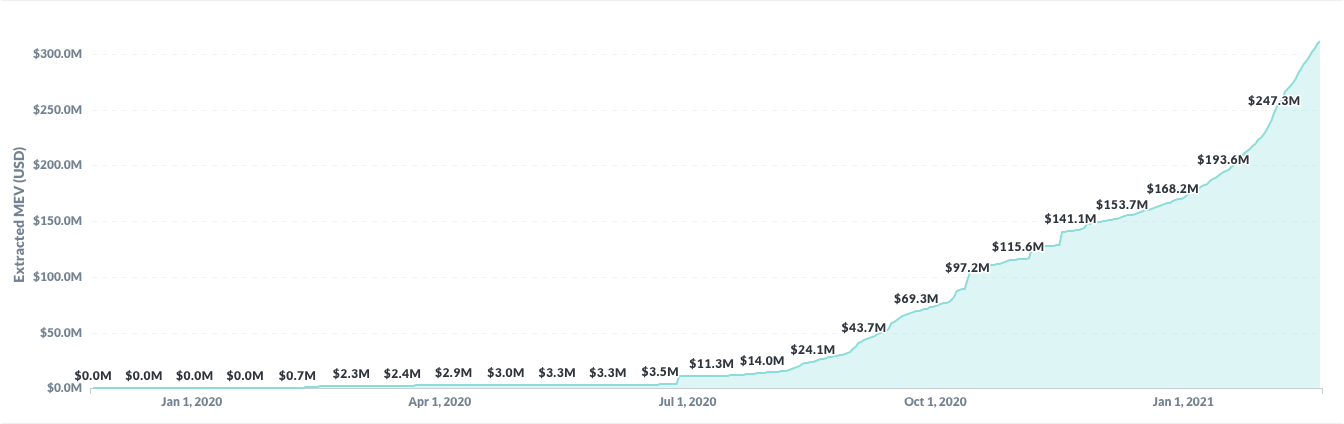 Extracted MEV (USD)
$300.0M
$250.0M
$200.0M
$150.0M
$100.0M
$50.0M
$0.0M
$0.0M
$0.0M
$0.0M
$0.0M
$0.7M
$2.3M
$2.4M
$2.9M
$3.0M
$3.3M
$3.3M
$3.5M
$11.3M
$14.0M
$24.1M
$43.7M
$69.3M
$97.2M
$115.6M
$141.1M
$153.7M
$168.2M
$193.6M
$247.3M
Jan 1, 2020
Apr 1, 2020
Jul 1, 2020
Oct 1, 2020
Jan 1, 2021